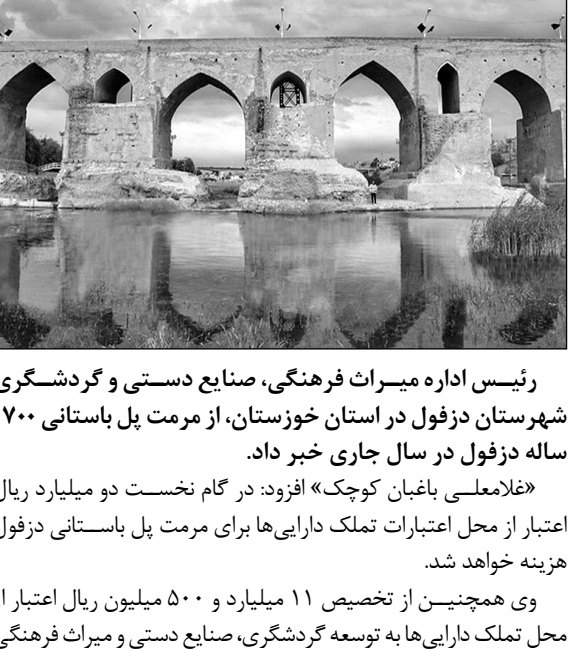 رئیس اداره میراث فرهنگی، صنایع دستی و گردشگری
شهرستان دزفول در استان خوزستان، از مرمت پل باستانی ۷۰۰
ساله دزفول در سال جاری خبر داد.
«غلامعلی باغبان کوچک» افزود: در گام نخست دو میلیارد ریال
اعتبار از محل اعتبارات تملک دارایی‌ها برای مرمت پل باستانی دزفول
هزینه خواهد شد.
وی همچنین از تخصیص ۱۱ میلیارد و ۵۰۰ میلیون ریال اعتبار
محل تملک دارایی‌ها به توسعه گردشگری، صنایع دستی و میراث فرهنگی